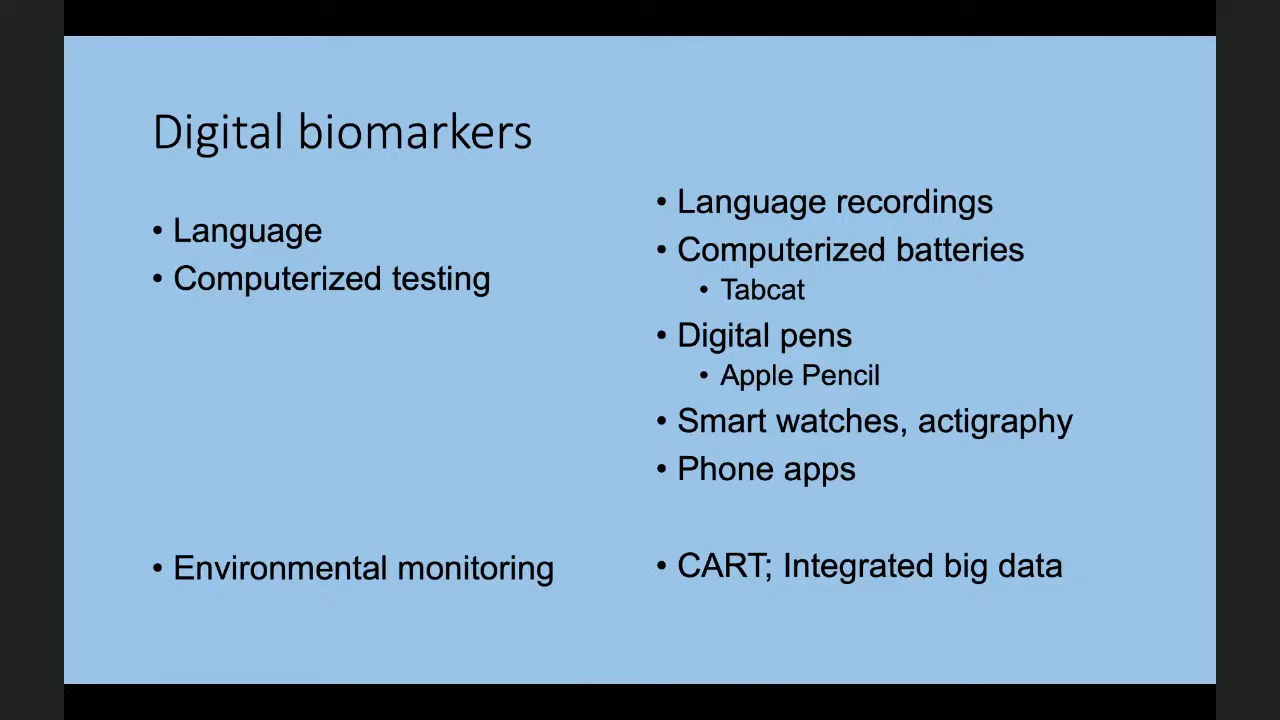 Digital biomarkers
• Language
• Computerized testing
• Environmental monitoring
• Language recordings
• Computerized batteries
• Tabcat
• Digital pens
• Apple Pencil
• Smart watches, actigraphy
• Phone apps
• CART; Integrated big data